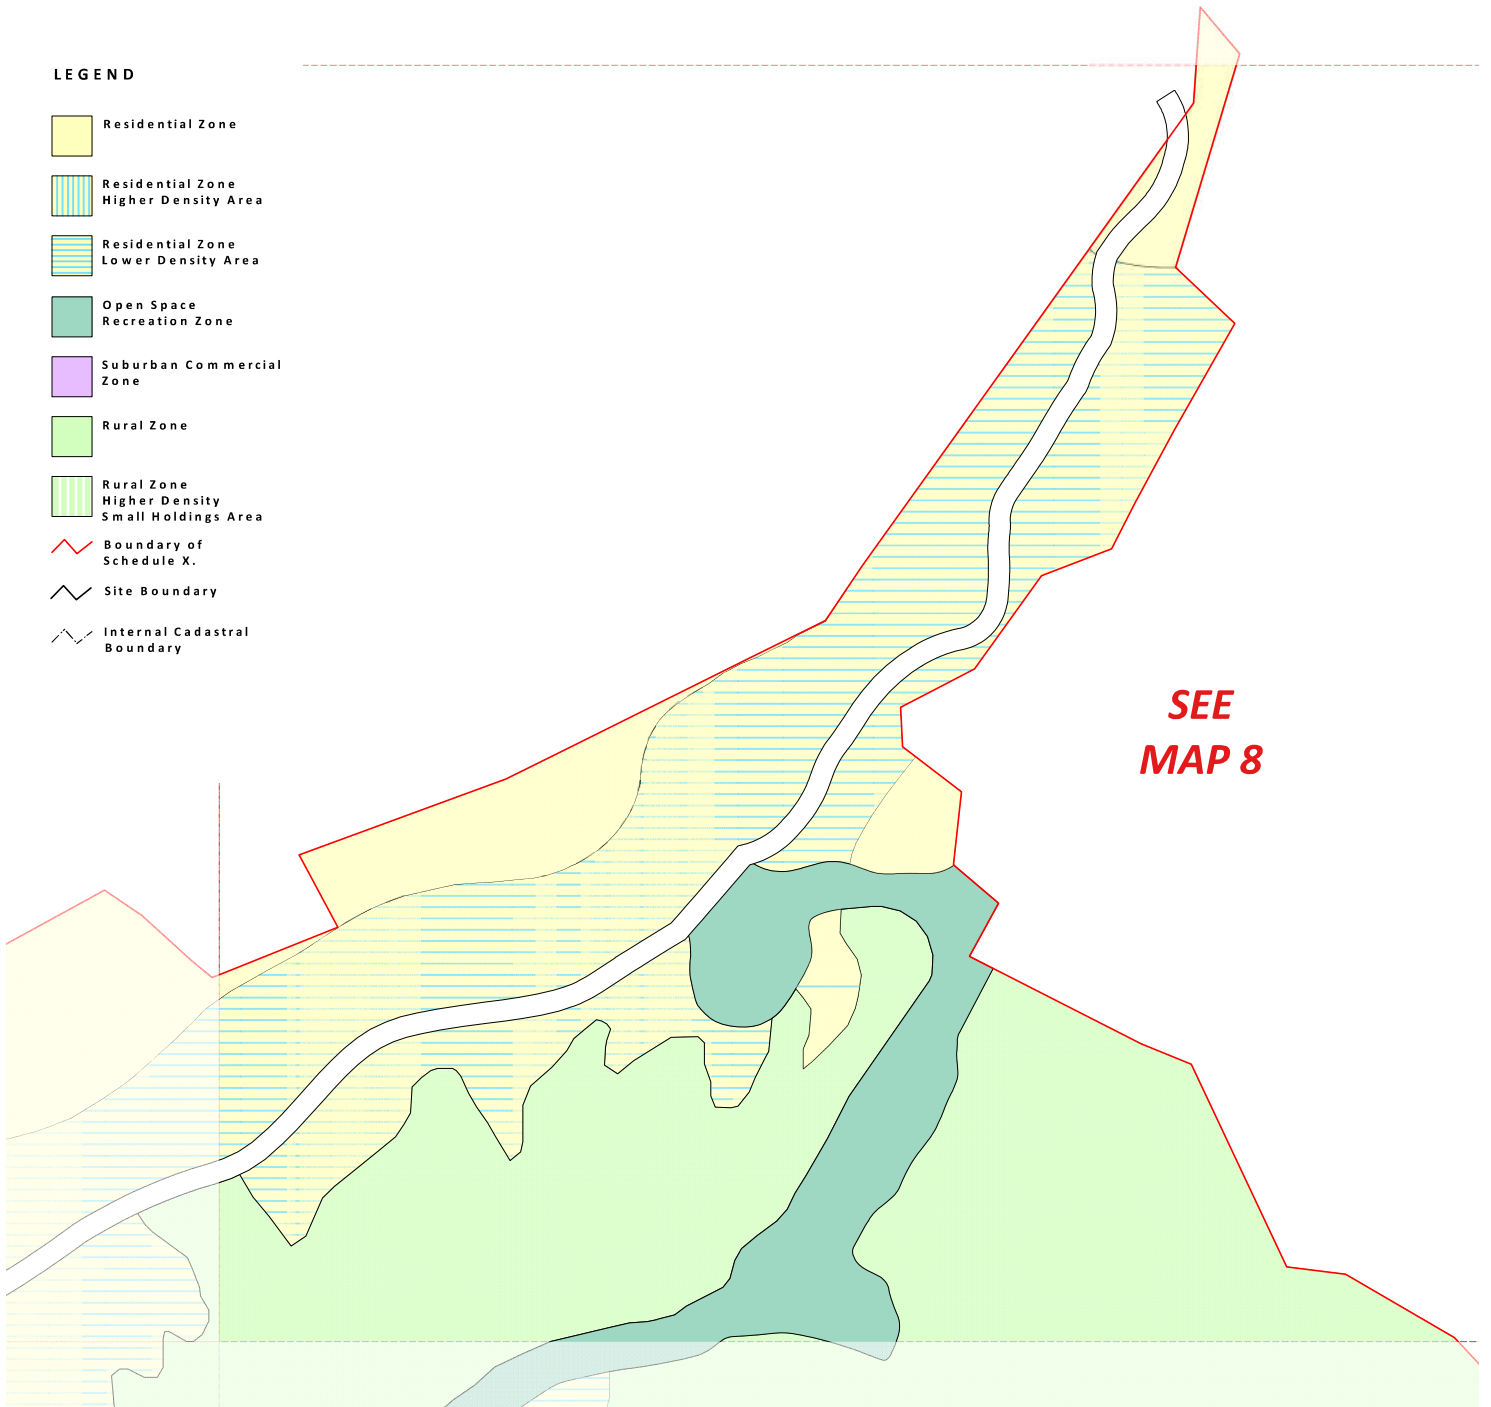 LEGEND
Residential Zone
Residential Zone
Higher Density Area
Residential Zone
Lower Density Area
Open Space
Recreation Zone
Suburban Commercial
Zone
Rural Zone
Rural Zone
Higher Density
Small Holdings Area
Boundary of
Schedule X.
Site Boundary
Internal Cadastral
Boundary
SEE
MAP 8